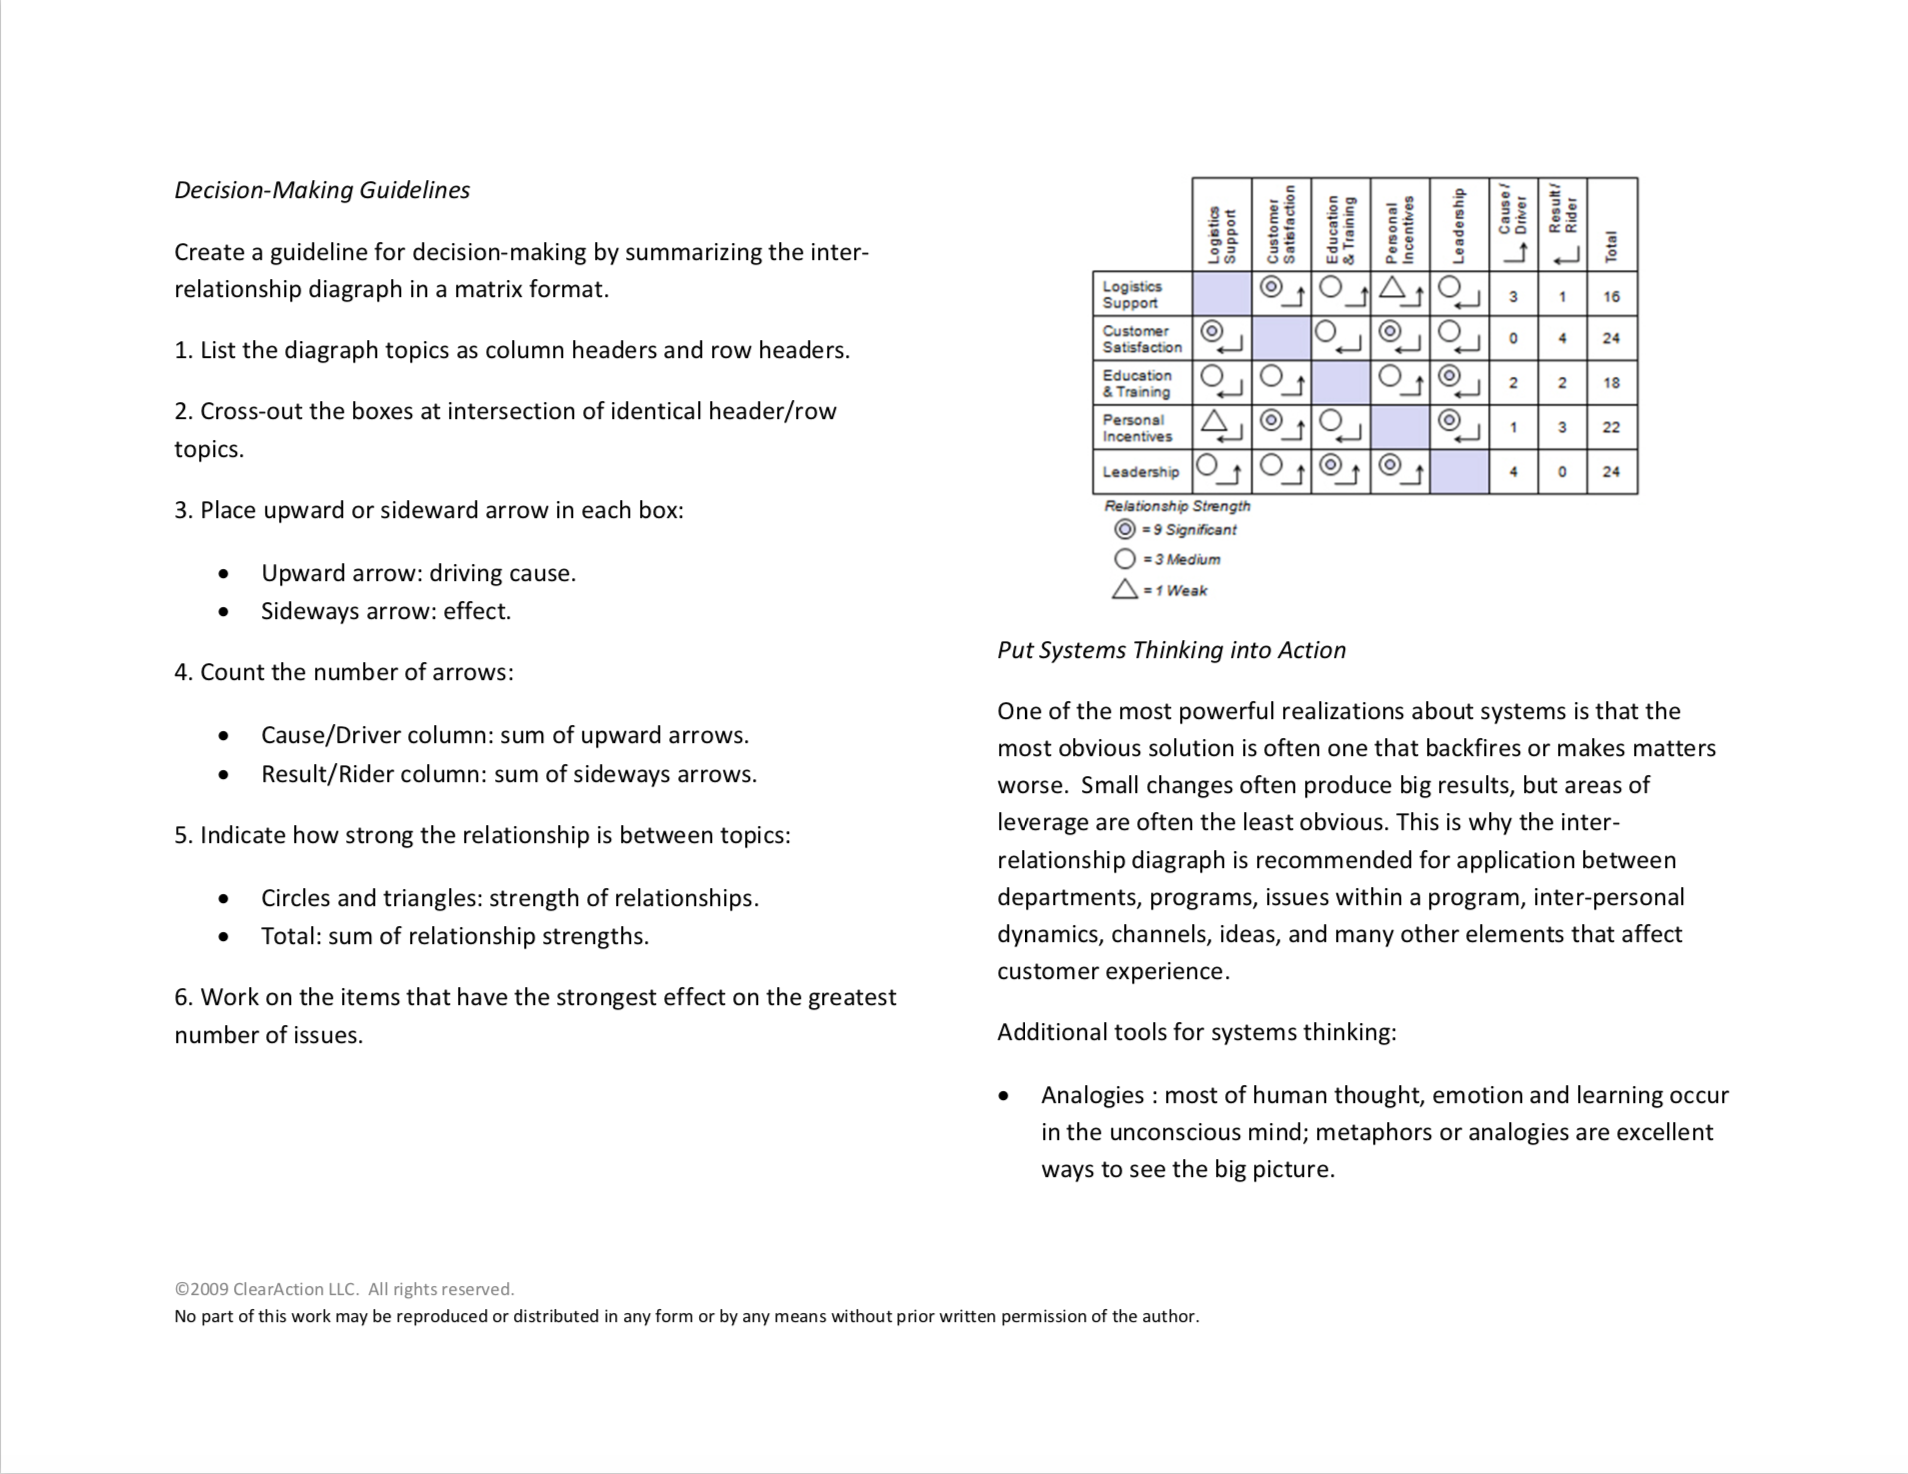 Decision-Making Guidelines
Create a guideline for decision-making by summarizing the inter-
relationship diagraph in a matrix format.
1. List the diagraph topics as column headers and row headers.
2. Cross-out the boxes at intersection of identical header/row
topics.
3. Place upward or sideward arrow in each box:
• Upward arrow: driving cause.
• Sideways arrow: effect.
4. Count the number of arrows:
• Cause/Driver column: sum of upward arrows.
• Result/Rider column: sum of sideways arrows.
5. Indicate how strong the relationship is between topics:
• Circles and triangles: strength of relationships.
• Total: sum of relationship strengths.
6. Work on the items that have the strongest effect on the greatest
number of issues.
Logistics
Support
Customer
Satisfaction
Education
& Training
Personal
Incentives
Leadership
Cause/
Driver
Result/
Rider
Total
Logistics
Support
3 1 16
Customer
Satisfaction
0 4 24
Education
& Training
2 2 18
Personal
Incentives
1 3 22
Leadership 4 0 24
Relationship Strength
= 9 Significant
= 3 Medium
= 1 Weak
Put Systems Thinking into Action
One of the most powerful realizations about systems is that the
most obvious solution is often one that backfires or makes matters
worse.  Small changes often produce big results, but areas of
leverage are often the least obvious. This is why the inter-
relationship diagraph is recommended for application between
departments, programs, issues within a program, inter-personal
dynamics, channels, ideas, and many other elements that affect
customer experience.
Additional tools for systems thinking:
• Analogies : most of human thought, emotion and learning occur
in the unconscious mind; metaphors or analogies are excellent
ways to see the big picture.
©2009 ClearAction LLC.  All rights reserved.
No part of this work may be reproduced or distributed in any form or by any means without prior written permission of the author.